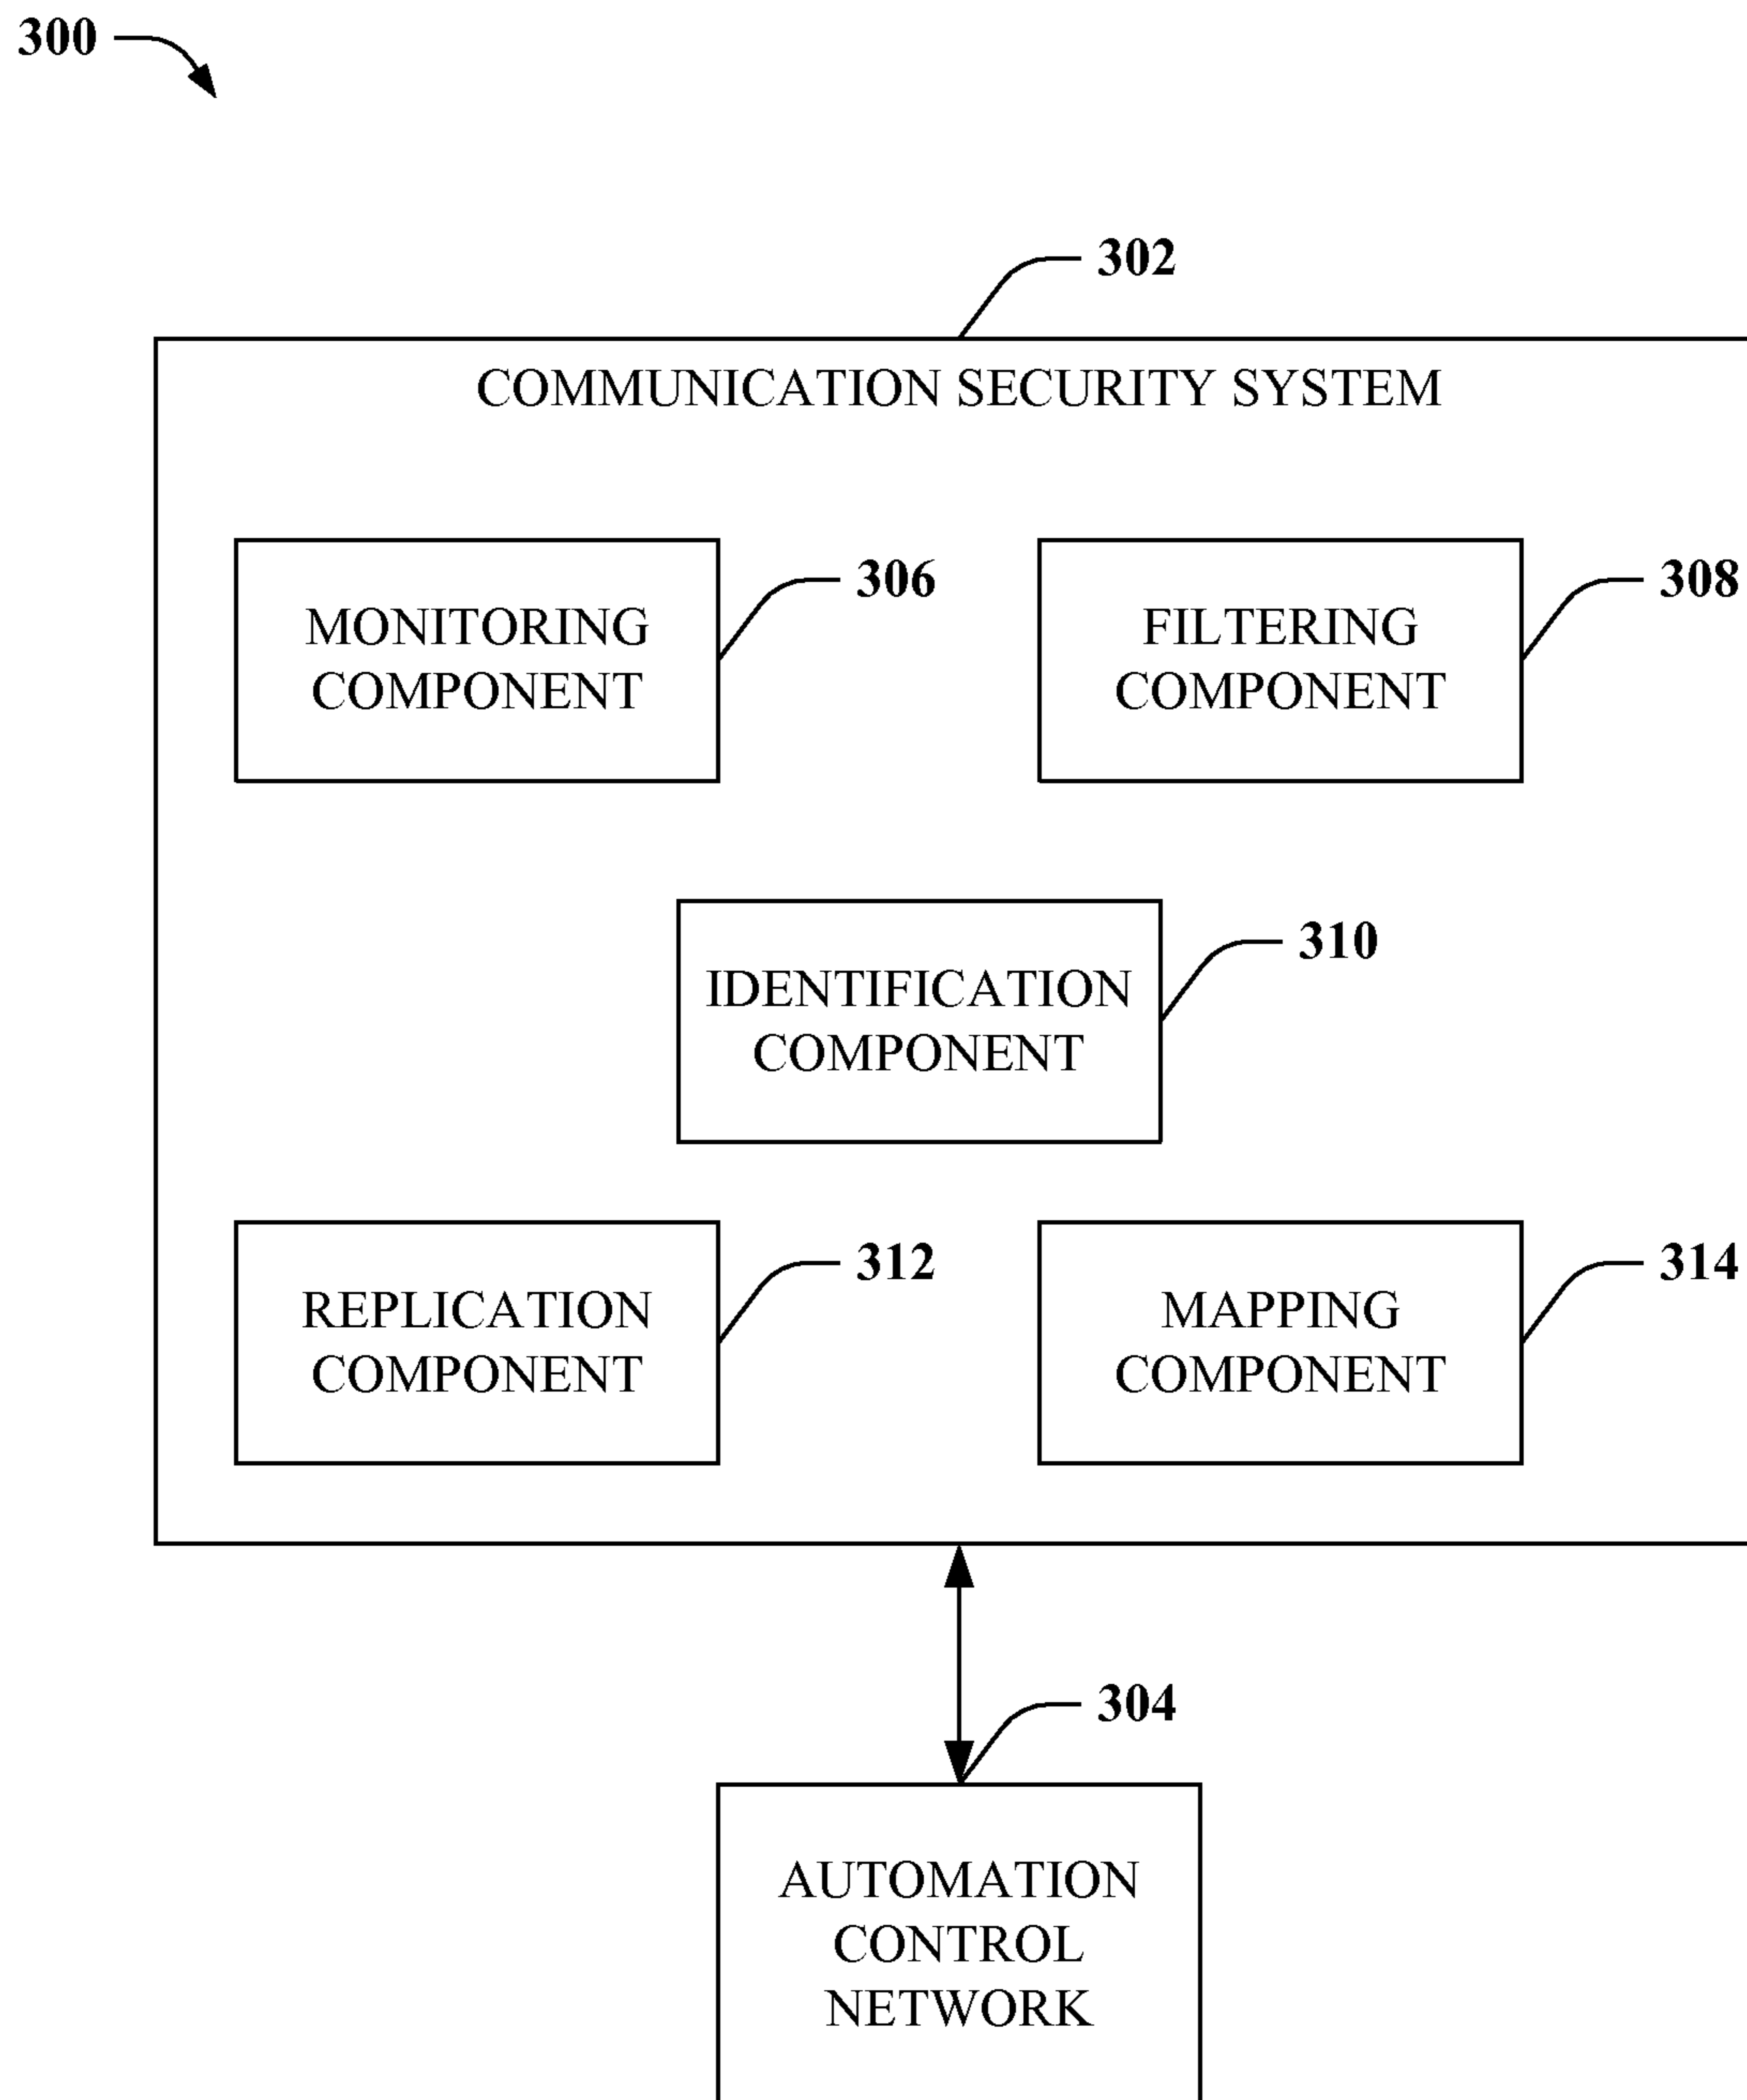 300
302
COMMUNICATION SECURITY SYSTEM
306
308
MONITORING
COMPONENT
FILTERING
COMPONENT
310
IDENTIFICATION
COMPONENT
312
314
REPLICATION
COMPONENT
MAPPING
COMPONENT
304
AUTOMATION
CONTROL
NETWORK